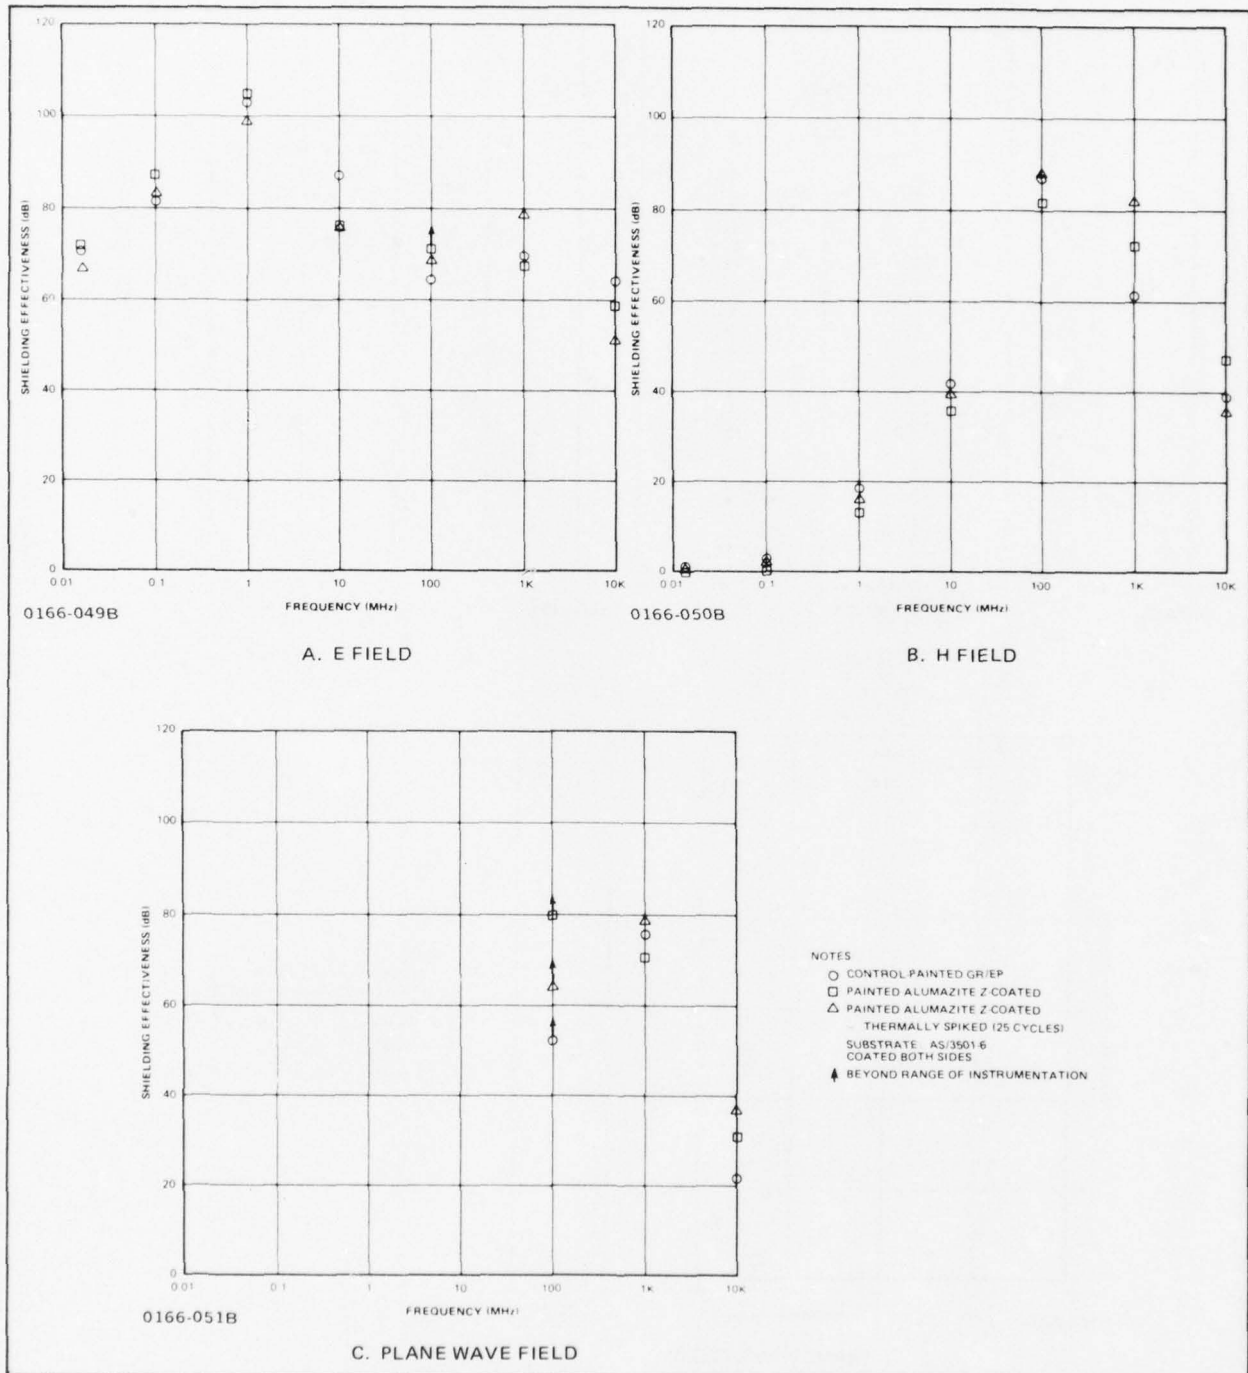 120
100
80
60
40
20
0
SHIELDING EFFECTIVENESS (dB)
0.01 0.1 1 10 100 1K 10K
FREQUENCY (MHz)
0166-049B
A. E FIELD
120
100
80
60
40
20
0
SHIELDING EFFECTIVENESS (dB)
0.01 0.1 1 10 100 1K 10K
FREQUENCY (MHz)
0166-050B
B. H FIELD
120
100
80
60
40
20
0
SHIELDING EFFECTIVENESS (dB)
0.01 0.1 1 10 100 1K 10K
FREQUENCY (MHz)
0166-051B
C. PLANE WAVE FIELD
NOTES
CONTROL-PAINTED GR/EP
PAINTED ALUMAZITE Z-COATED
PAINTED ALUMAZITE Z-COATED
THERMALLY SPIKED (25 CYCLES)
SUBSTRATE AS/3501-6
COATED BOTH SIDES
BEYOND RANGE OF INSTRUMENTATION